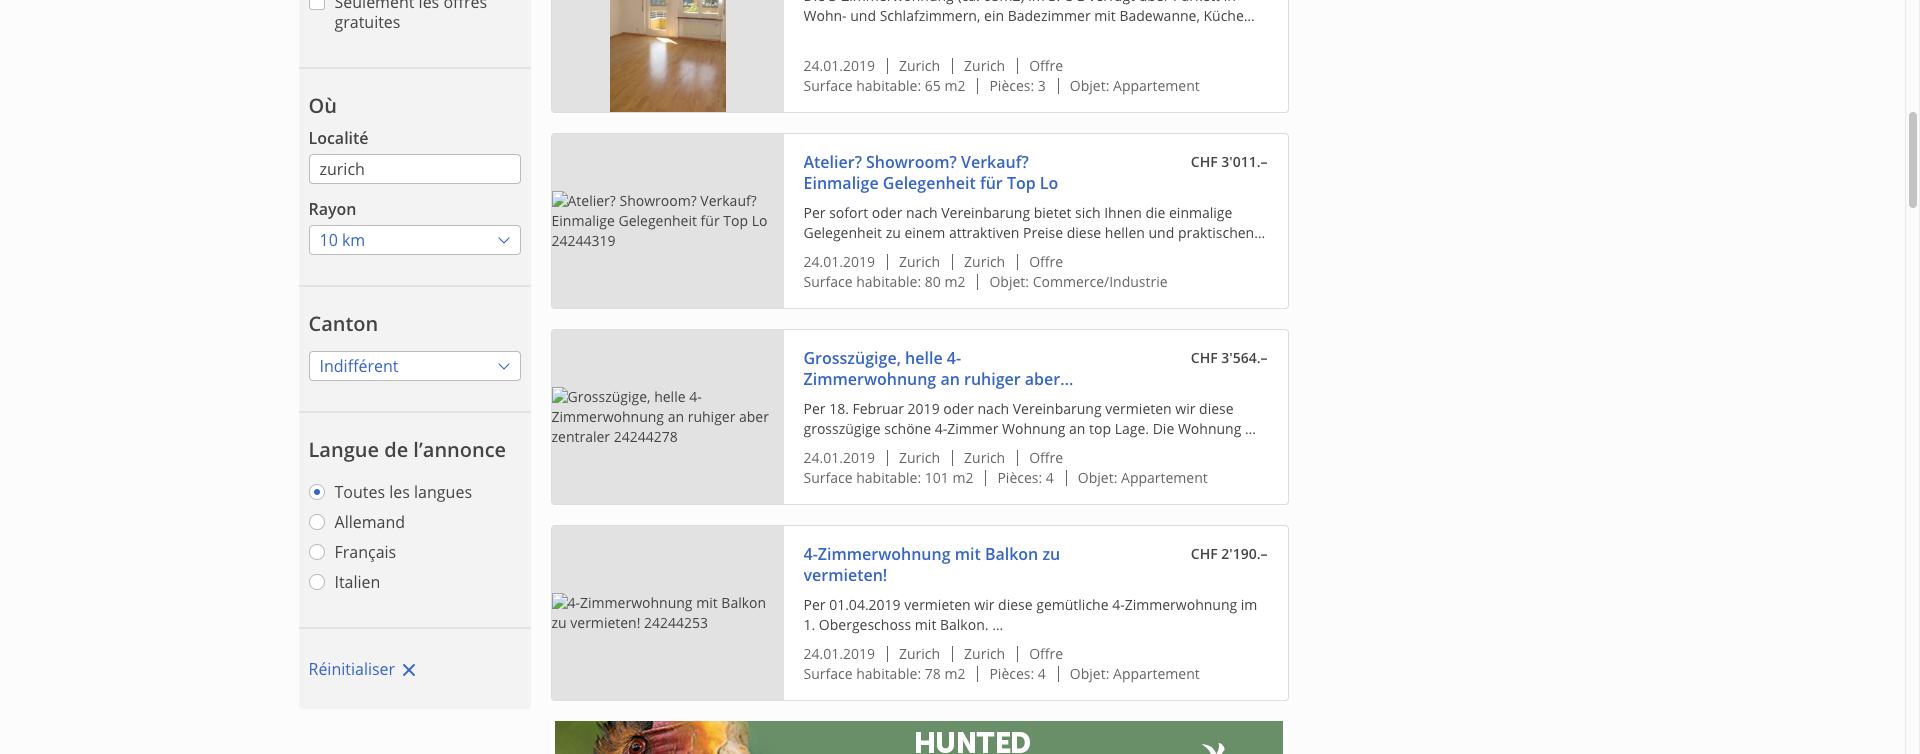 Seulement les offres
gratuites
Où
Localité
zurich
Rayon
10 km
Canton
Indifférent
Langue de l’annonce
Toutes les langues
Allemand
Français
Italien
Réinitialiser
Wohn- und Schlafzimmern, ein Badezimmer mit Badewanne, Küche...
24.01.2019 | Zurich | Zurich | Offre
Surface habitable: 65 m2 | Pièces: 3 | Objet: Appartement
Atelier? Showroom? Verkauf?
Einmalige Gelegenheit für Top Lo
24244319
Atelier? Showroom? Verkauf?
Einmalige Gelegenheit für Top Lo
CHF 3'011.–
Per sofort oder nach Vereinbarung bietet sich Ihnen die einmalige
Gelegenheit zu einem attraktiven Preise diese hellen und praktischen...
24.01.2019 | Zurich | Zurich | Offre
Surface habitable: 80 m2 | Objet: Commerce/Industrie
Grosszügige, helle 4-
Zimmerwohnung an ruhiger aber
zentraler 24244278
Grosszügige, helle 4-
Zimmerwohnung an ruhiger aber...
CHF 3'564.–
Per 18. Februar 2019 oder nach Vereinbarung vermieten wir diese
grosszügige schöne 4-Zimmer Wohnung an top Lage. Die Wohnung ...
24.01.2019 | Zurich | Zurich | Offre
Surface habitable: 101 m2 | Pièces: 4 | Objet: Appartement
4-Zimmerwohnung mit Balkon
zu vermieten! 24244253
4-Zimmerwohnung mit Balkon zu
vermieten!
CHF 2'190.–
Per 01.04.2019 vermieten wir diese gemütliche 4-Zimmerwohnung im
1. Obergeschoss mit Balkon. ...
24.01.2019 | Zurich | Zurich | Offre
Surface habitable: 78 m2 | Pièces: 4 | Objet: Appartement
HUNTED